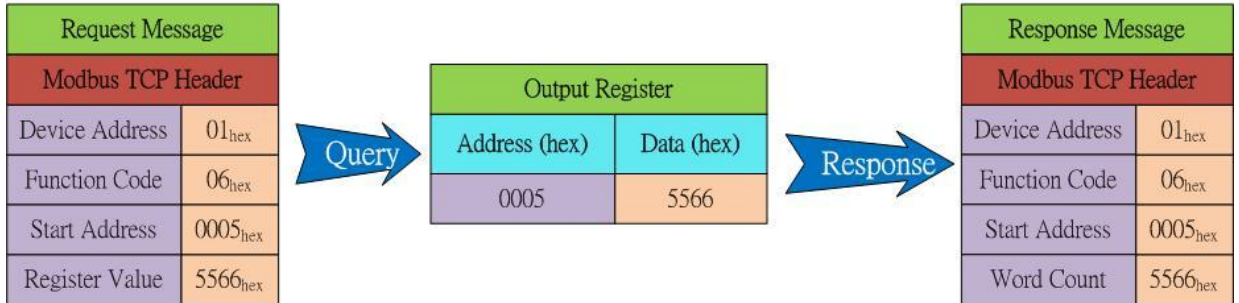 Request Message
Modbus TCP Header
Device Address 01hex
Function Code 06hex
Start Address 0005hex
Register Value 5566hex
Query
Output Register
Address (hex) Data (hex)
0005 5566
Response
Response Message
Modbus TCP Header
Device Address 01hex
Function Code 06hex
Start Address 0005hex
Word Count 5566hex